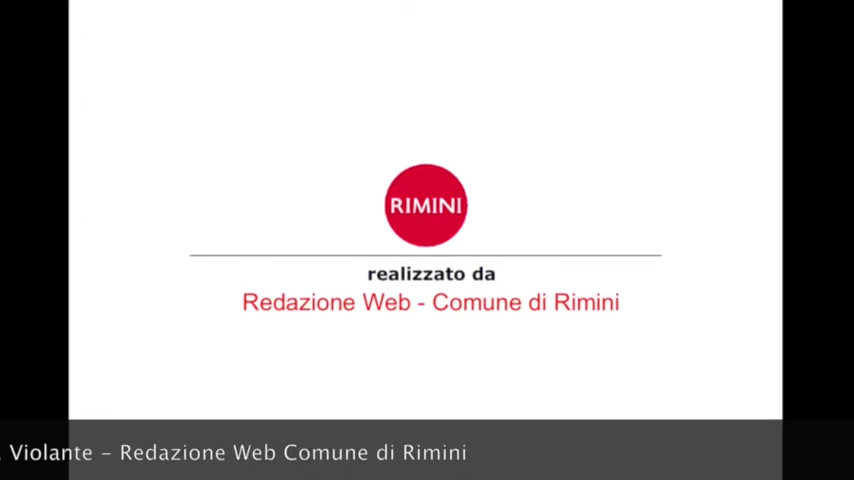 RIMINI
realizzato da
Redazione Web - Comune di Rimini
. Violante – Redazione Web Comune di Rimini